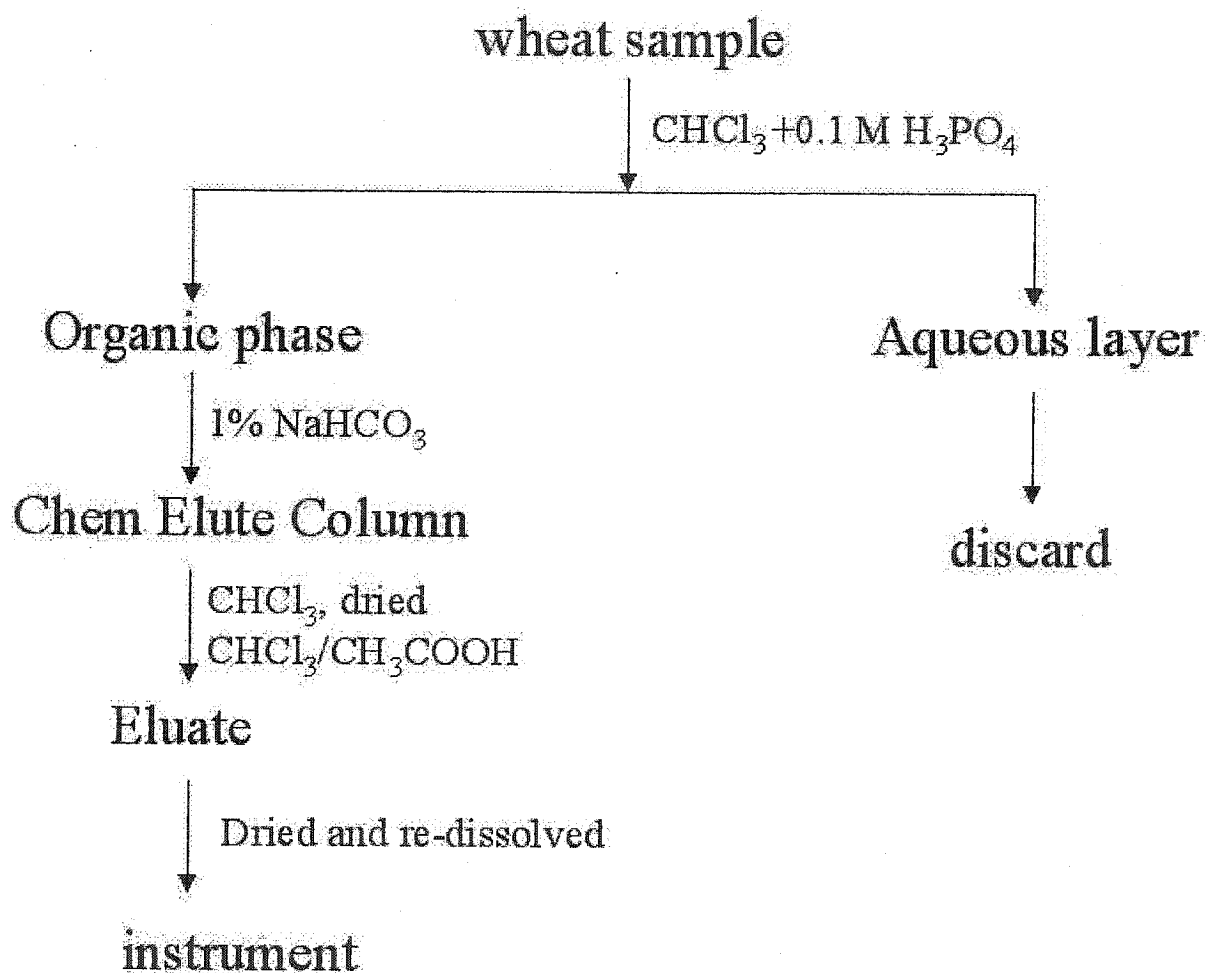 wheat sample
CHCl₃+0.1 M H₃PO₄
Organic phase
Aqueous layer
1% NaHCO₃
Chem Elute Column
discard
CHCl₃, dried
CHCl₃/CH₃COOH
Eluate
Dried and re-dissolved
instrument